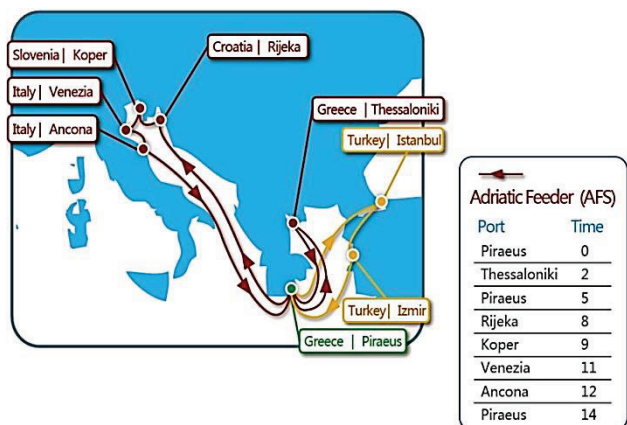 Slovenia | Koper
Croatia | Rijeka
Italy | Venezia
Greece | Thessaloniki
Italy | Ancona
Turkey | Istanbul
Turkey | Izmir
Greece | Piraeus
Adriatic Feeder (AFS)
Port Time
Piraeus 0
Thessaloniki 2
Piraeus 5
Rijeka 8
Koper 9
Venezia 11
Ancona 12
Piraeus 14